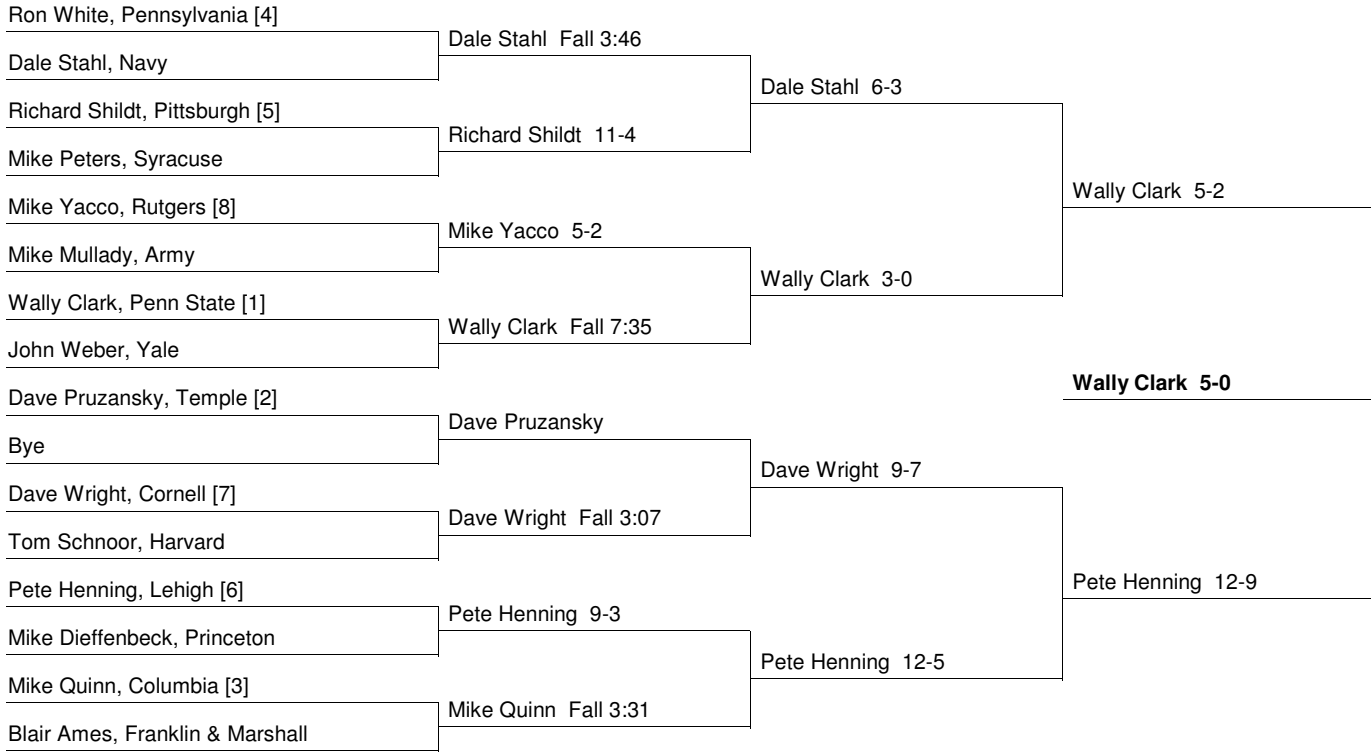 Ron White, Pennsylvania [4]
Dale Stahl, Navy
Richard Shildt, Pittsburgh [5]
Mike Peters, Syracuse
Mike Yacco, Rutgers [8]
Mike Mullady, Army
Wally Clark, Penn State [1]
John Weber, Yale
Dave Pruzansky, Temple [2]
Bye
Dave Wright, Cornell [7]
Tom Schnoor, Harvard
Pete Henning, Lehigh [6]
Mike Dieffenbeck, Princeton
Mike Quinn, Columbia [3]
Blair Ames, Franklin & Marshall
Dale Stahl Fall 3:46
Richard Shildt 11-4
Mike Yacco 5-2
Wally Clark Fall 7:35
Dave Pruzansky
Dave Wright Fall 3:07
Pete Henning 9-3
Mike Quinn Fall 3:31
Dale Stahl 6-3
Wally Clark 3-0
Dave Wright 9-7
Pete Henning 12-5
Wally Clark 5-2
Pete Henning 12-9
Wally Clark 5-0